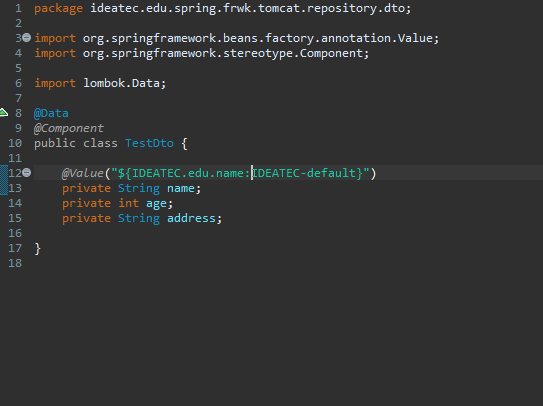 1 package ideatec.edu.spring.frwk.tomcat.repository.dto;
2
3 import org.springframework.beans.factory.annotation.Value;
4 import org.springframework.stereotype.Component;
5
6 import lombok.Data;
7
8 @Data
9 @Component
10 public class TestDto {
11
12 @Value("${IDEATEC.edu.name:IDEATEC-default}")
13 private String name;
14 private int age;
15 private String address;
16
17 }
18